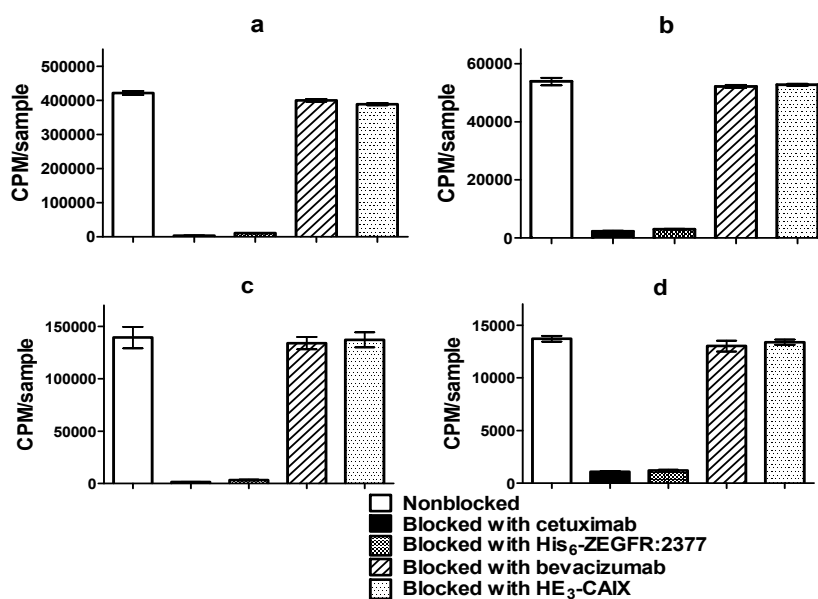 a
CPM/sample
500000
400000
300000
200000
100000
0
b
CPM/sample
60000
40000
20000
0
c
CPM/sample
150000
100000
50000
0
d
CPM/sample
15000
10000
5000
0
Nonblocked
Blocked with cetuximab
Blocked with His6-ZEGFR:2377
Blocked with bevacizumab
Blocked with HE3-CAIX